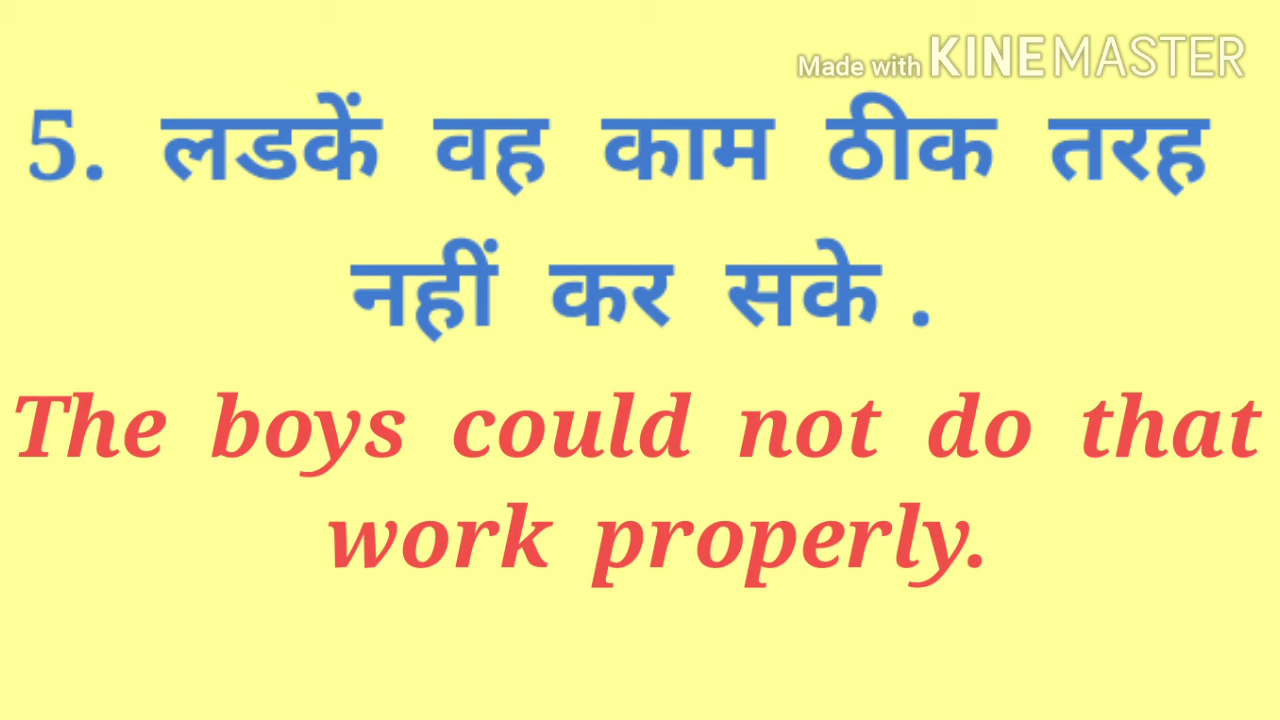 Made with KINEMASTER
5. लडकें वह काम ठीक तरह
नहीं कर सके .
The boys could not do that
work properly.